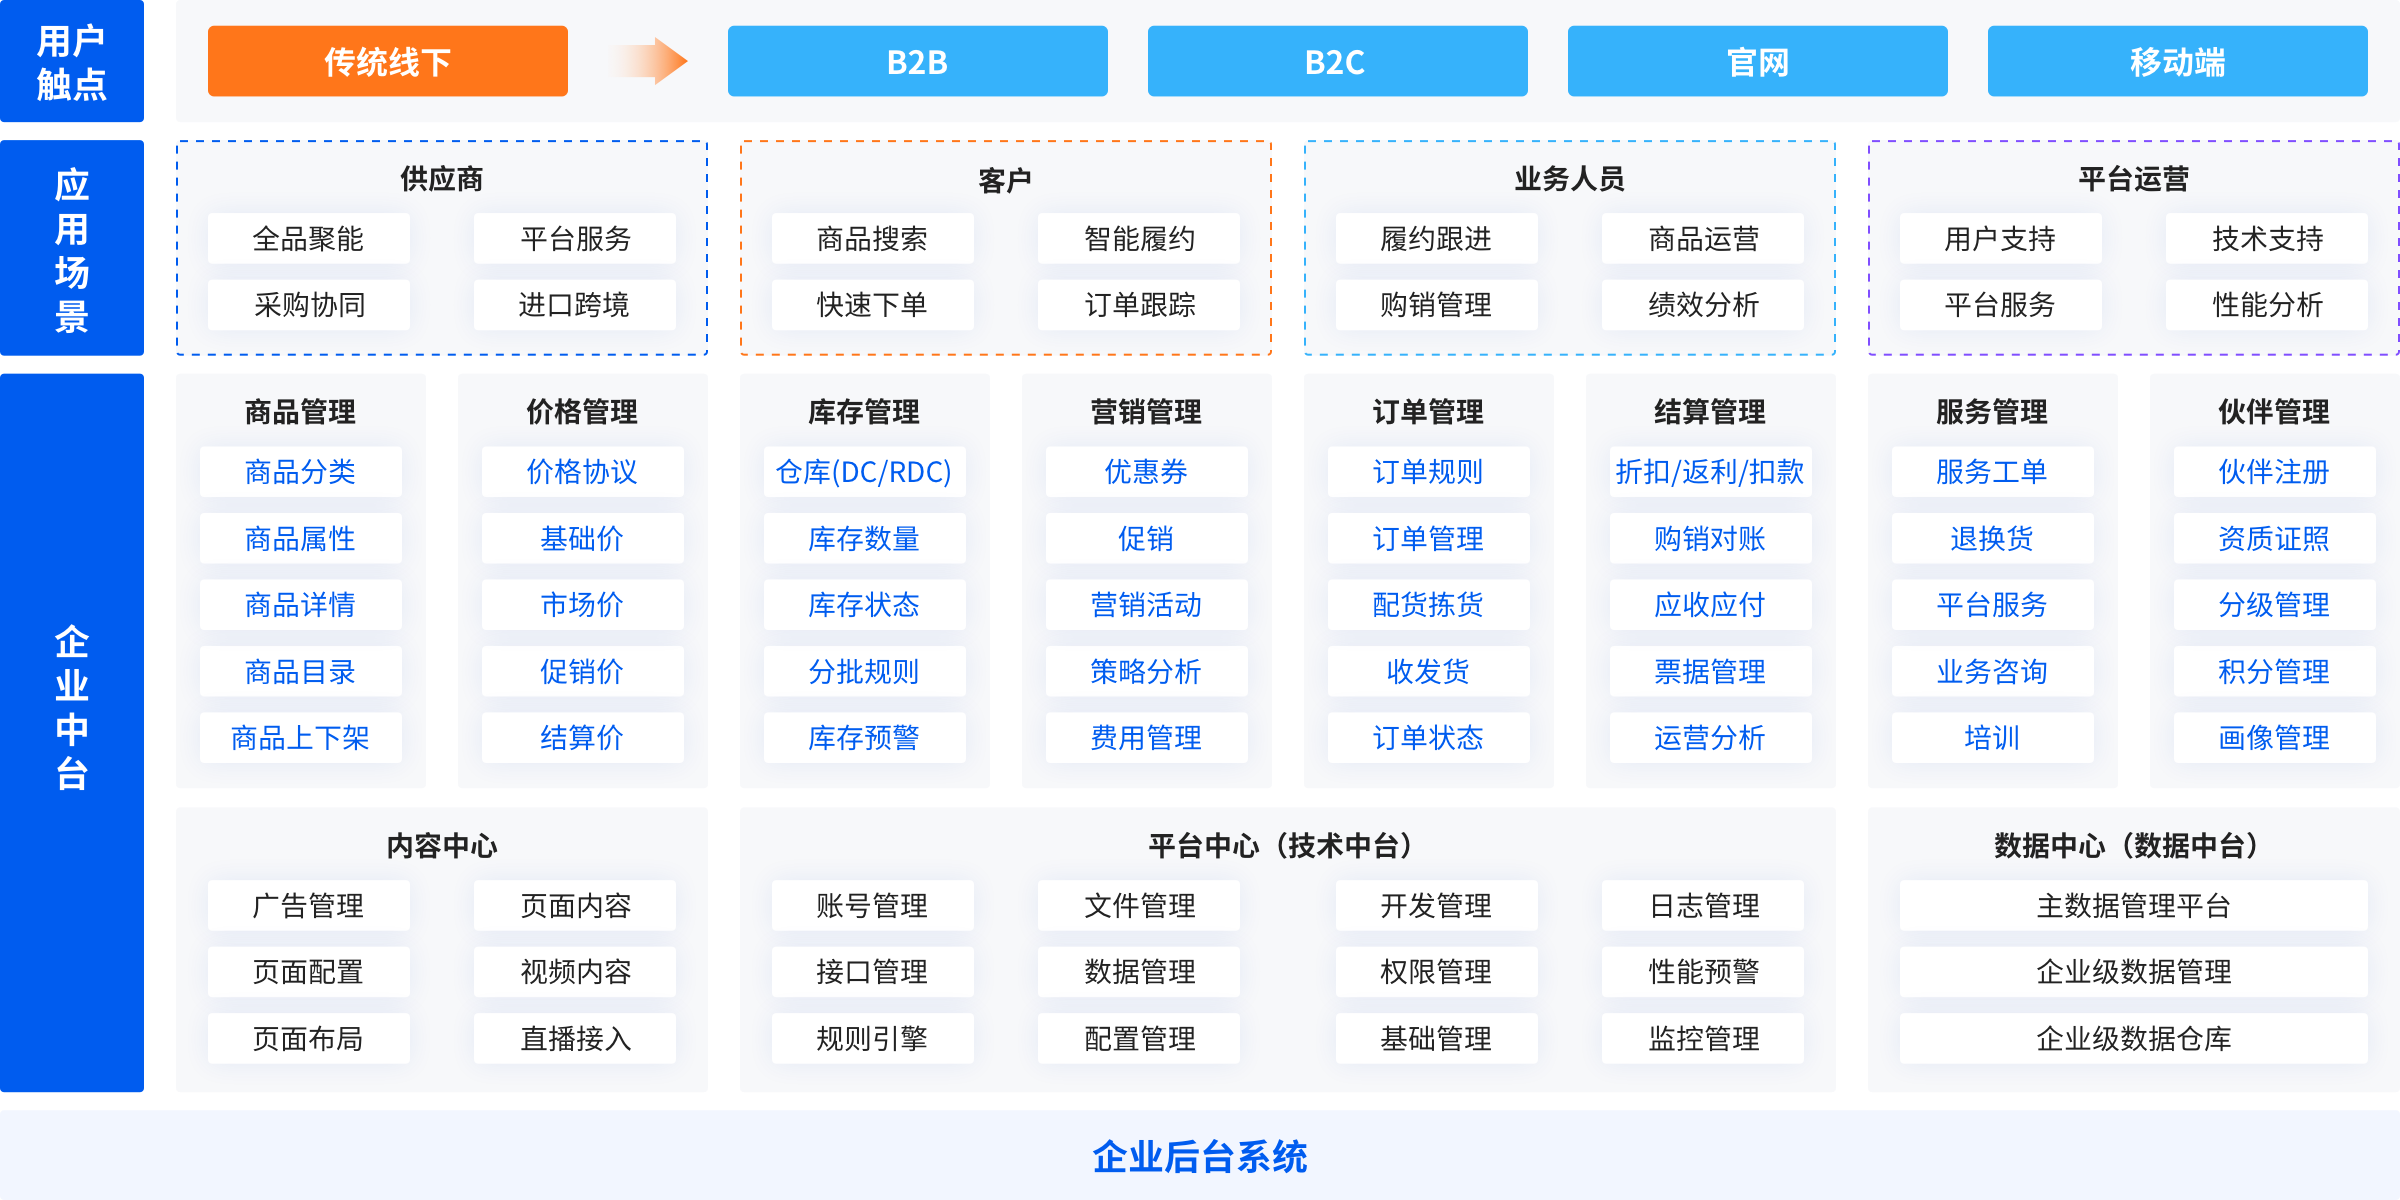 用户
触点
传统线下
B2B
B2C
官网
移动端
应用场景
供应商
全品聚能
平台服务
采购协同
进口跨境
客户
商品搜索
智能履约
快速下单
订单跟踪
业务人员
履约跟进
商品运营
购销管理
绩效分析
平台运营
用户支持
技术支持
平台服务
性能分析
企业中台
商品管理
商品分类
商品属性
商品详情
商品目录
商品上下架
价格管理
价格协议
基础价
市场价
促销价
结算价
库存管理
仓库(DC/RDC)
库存数量
库存状态
分批规则
库存预警
营销管理
优惠券
促销
营销活动
策略分析
费用管理
订单管理
订单规则
订单管理
配货拣货
收发货
订单状态
结算管理
折扣/返利/扣款
购销对账
应收应付
票据管理
运营分析
服务管理
服务工单
退换货
平台服务
业务咨询
培训
伙伴管理
伙伴注册
资质证照
分级管理
积分管理
画像管理
内容中心
广告管理
页面内容
页面配置
视频内容
页面布局
直播接入
平台中心（技术中台）
账号管理
文件管理
开发管理
日志管理
接口管理
数据管理
权限管理
性能预警
规则引擎
配置管理
基础管理
监控管理
数据中心（数据中台）
主数据管理平台
企业级数据管理
企业级数据仓库
企业后台系统